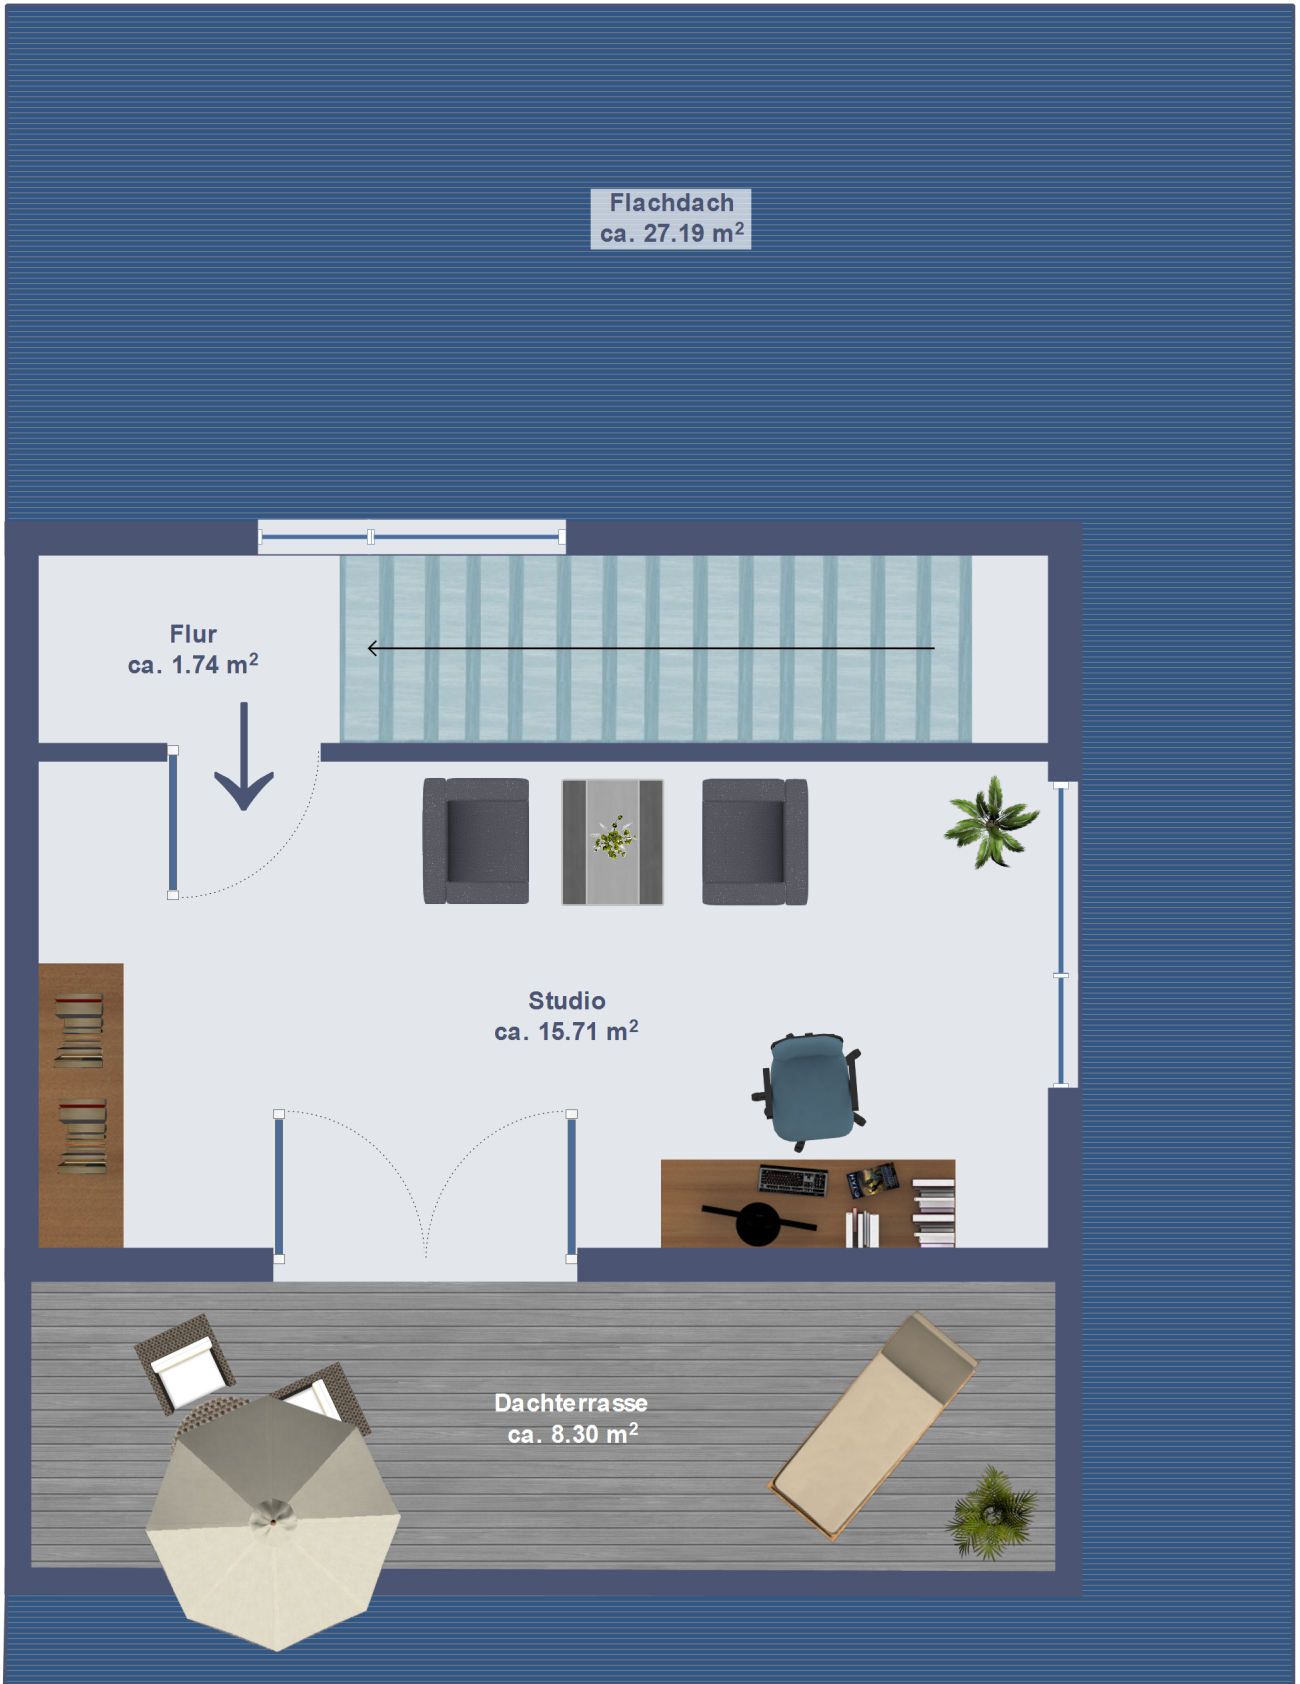 Flachdach
ca. 27.19 m²
Flur
ca. 1.74 m²
Studio
ca. 15.71 m²
Dachterrasse
ca. 8.30 m²